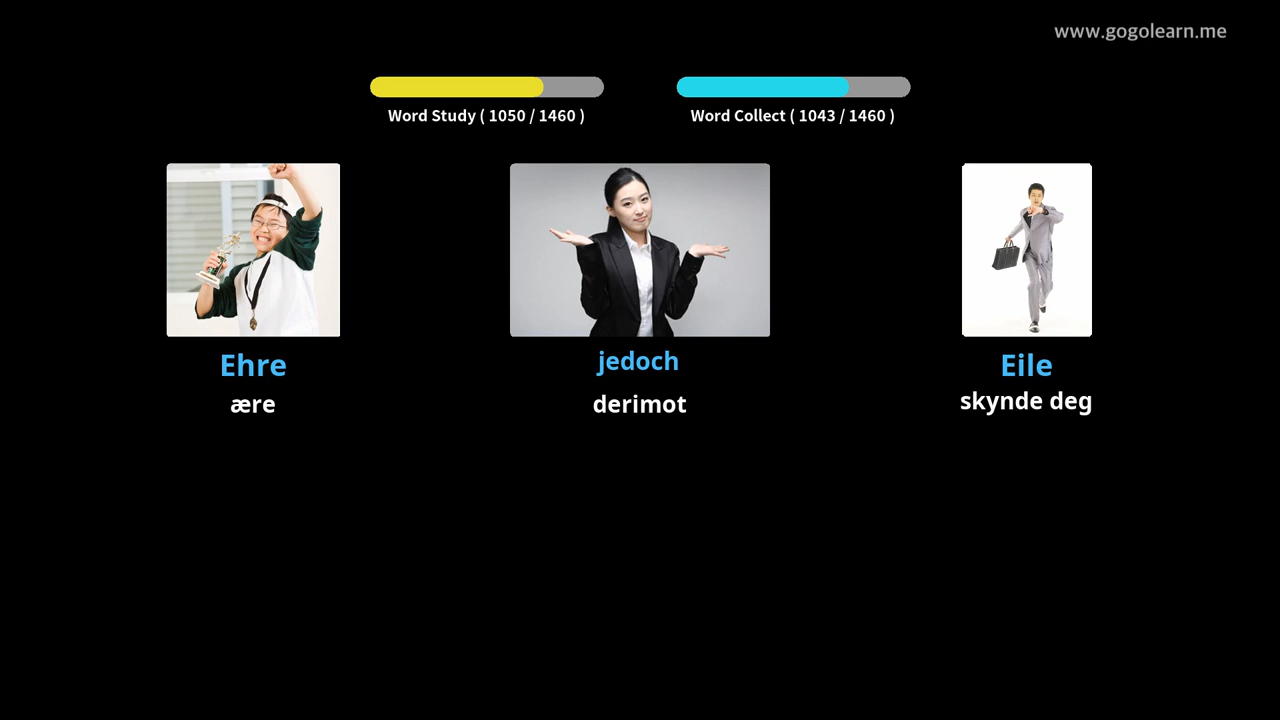 www.gogolearn.me
Word Study ( 1050 / 1460 )
Word Collect ( 1043 / 1460 )
Ehre
jedoch
Eile
ære
derimot
skynde deg